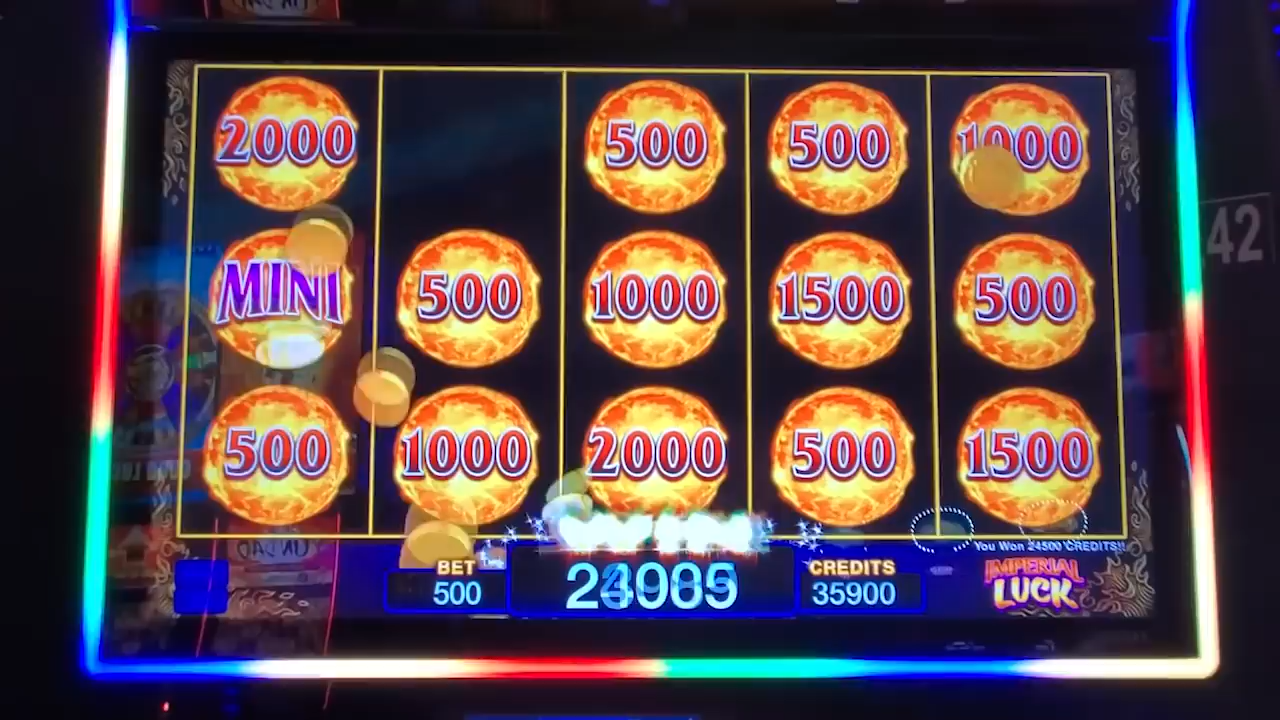 2000 500 500 1000
MINI 500 1000 1500 500
500 1000 2000 500 1500
42
You Won 24500 CREDITS!!
BET
500
CREDITS
35900
IMPERIAL
LUCK